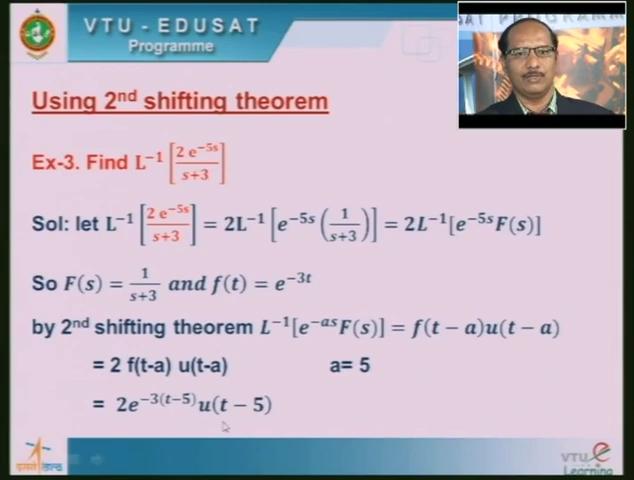 VTU - EDUSAT
Programme
Using 2nd shifting theorem
Ex-3. Find L⁻¹ [2 e⁻⁵ˢ / s+3]
Sol: let L⁻¹ [2 e⁻⁵ˢ / s+3] = 2L⁻¹ [e⁻⁵ˢ (1 / s+3)] = 2L⁻¹[e⁻⁵ˢF(s)]
So F(s) = 1 / s+3 and f(t) = e⁻³ᵗ
by 2nd shifting theorem L⁻¹[e⁻ᵃˢF(s)] = f(t − a)u(t − a)
= 2 f(t-a) u(t-a) a= 5
= 2e^−3(t−5) u(t − 5)
VTU e
Learning